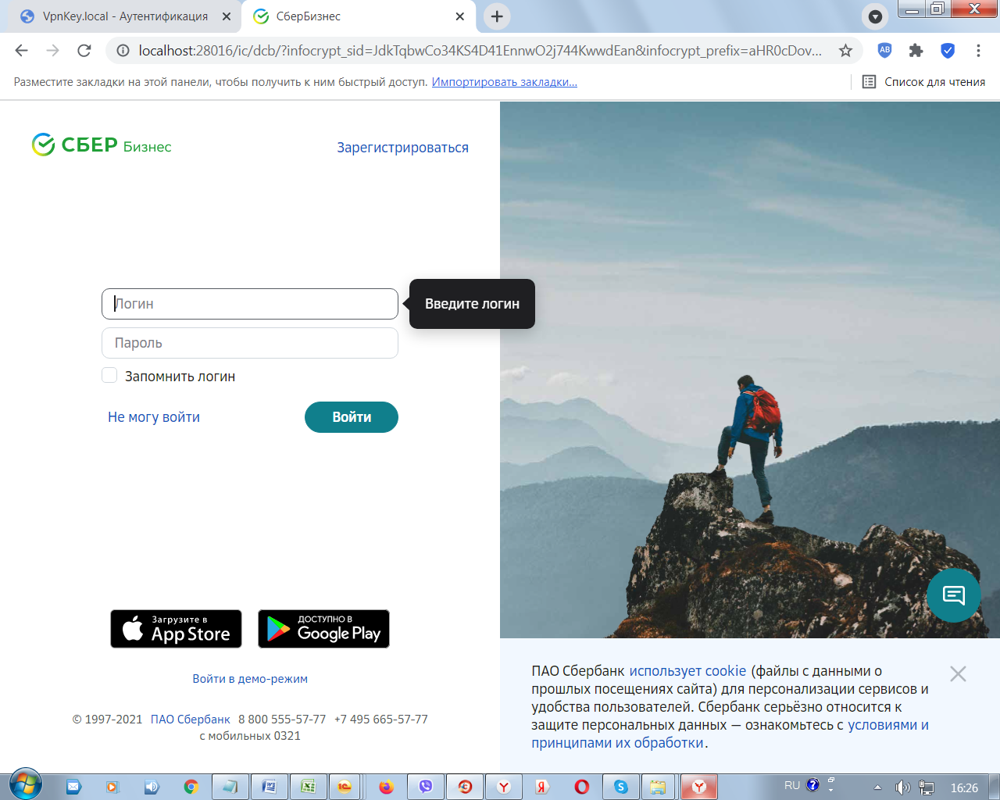 VpnKey.local - Аутентификация
СберБизнес
localhost:28016/ic/dcb/?infocrypt_sid=JdkTqbwCo34KS4D41EnnwO2j744KwwdEan&infocrypt_prefix=aHR0cDov...
AB
Разместите закладки на этой панели, чтобы получить к ним быстрый доступ. Импортировать закладки...
Список для чтения
СБЕР Бизнес
Зарегистрироваться
Логин
Введите логин
Пароль
Запомнить логин
Не могу войти
Войти
Загрузите в
App Store
ДОСТУПНО В
Google Play
Войти в демо-режим
© 1997-2021 ПАО Сбербанк 8 800 555-57-77 +7 495 665-57-77
с мобильных 0321
ПАО Сбербанк использует cookie (файлы с данными о
прошлых посещениях сайта) для персонализации сервисов и
удобства пользователей. Сбербанк серьёзно относится к
защите персональных данных — ознакомьтесь с условиями и
принципами их обработки.
RU
16:26